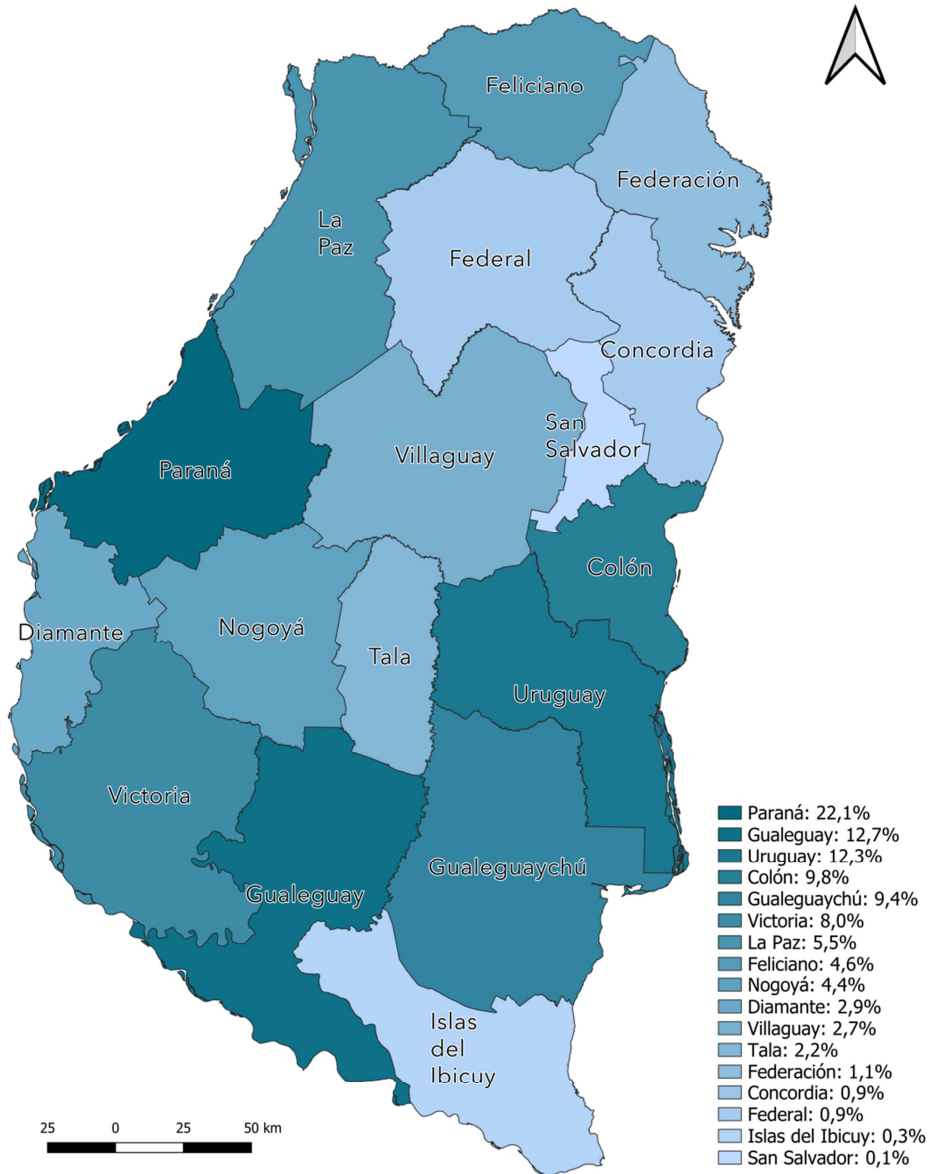 Feliciano
Federación
La
Paz
Federal
Concordia
San
Salvador
Villaguay
Paraná
Colón
Diamante
Nogoyá
Tala
Uruguay
Victoria
Gualeguaychú
Gualeguay
Islas
del
Ibicuy
Paraná: 22,1%
Gualeguay: 12,7%
Uruguay: 12,3%
Colón: 9,8%
Gualeguaychú: 9,4%
Victoria: 8,0%
La Paz: 5,5%
Feliciano: 4,6%
Nogoyá: 4,4%
Diamante: 2,9%
Villaguay: 2,7%
Tala: 2,2%
Federación: 1,1%
Concordia: 0,9%
Federal: 0,9%
Islas del Ibicuy: 0,3%
San Salvador: 0,1%
25 0 25 50 km